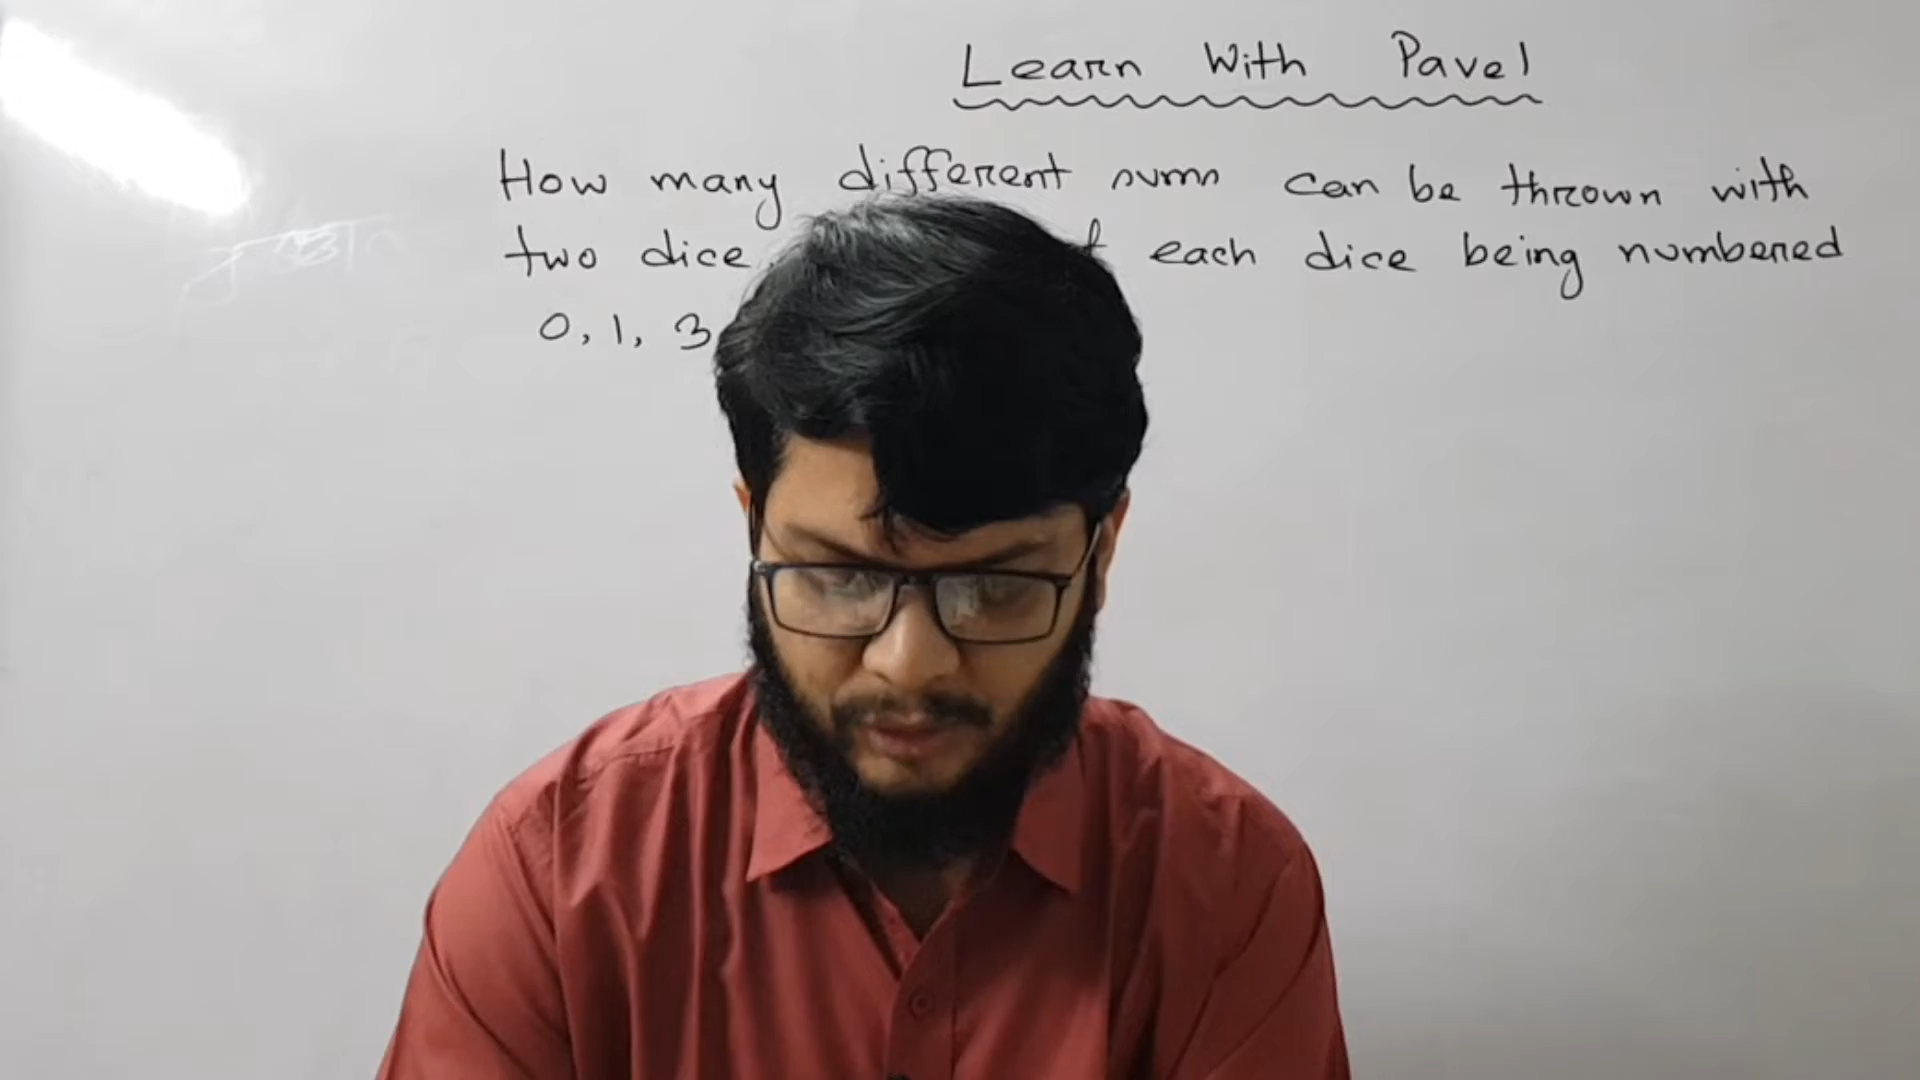 Learn With Pavel
How many different sums can be thrown with
two dice each dice being numbered
0, 1, 3